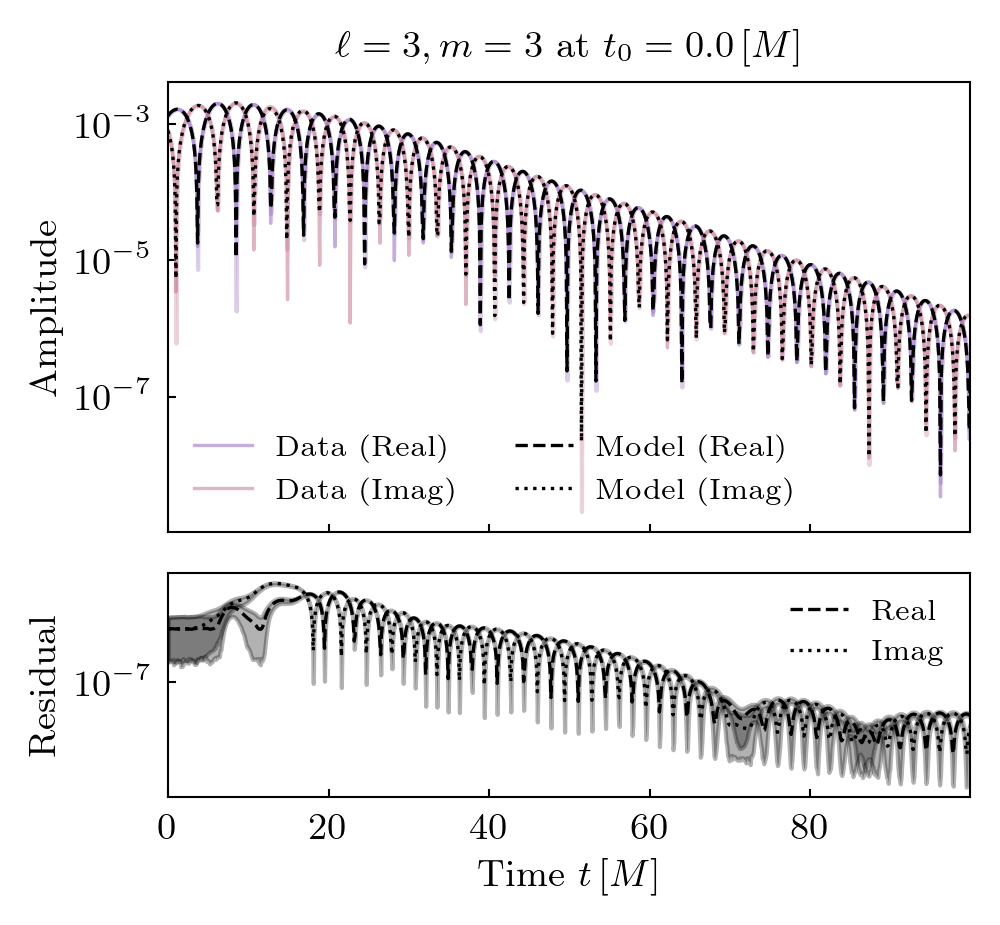 ℓ = 3, m = 3 at t₀ = 0.0 [M]
10⁻³
10⁻⁵
10⁻⁷
Amplitude
Data (Real)
Data (Imag)
Model (Real)
Model (Imag)
Real
Imag
10⁻⁷
Residual
0 20 40 60 80
Time t [M]